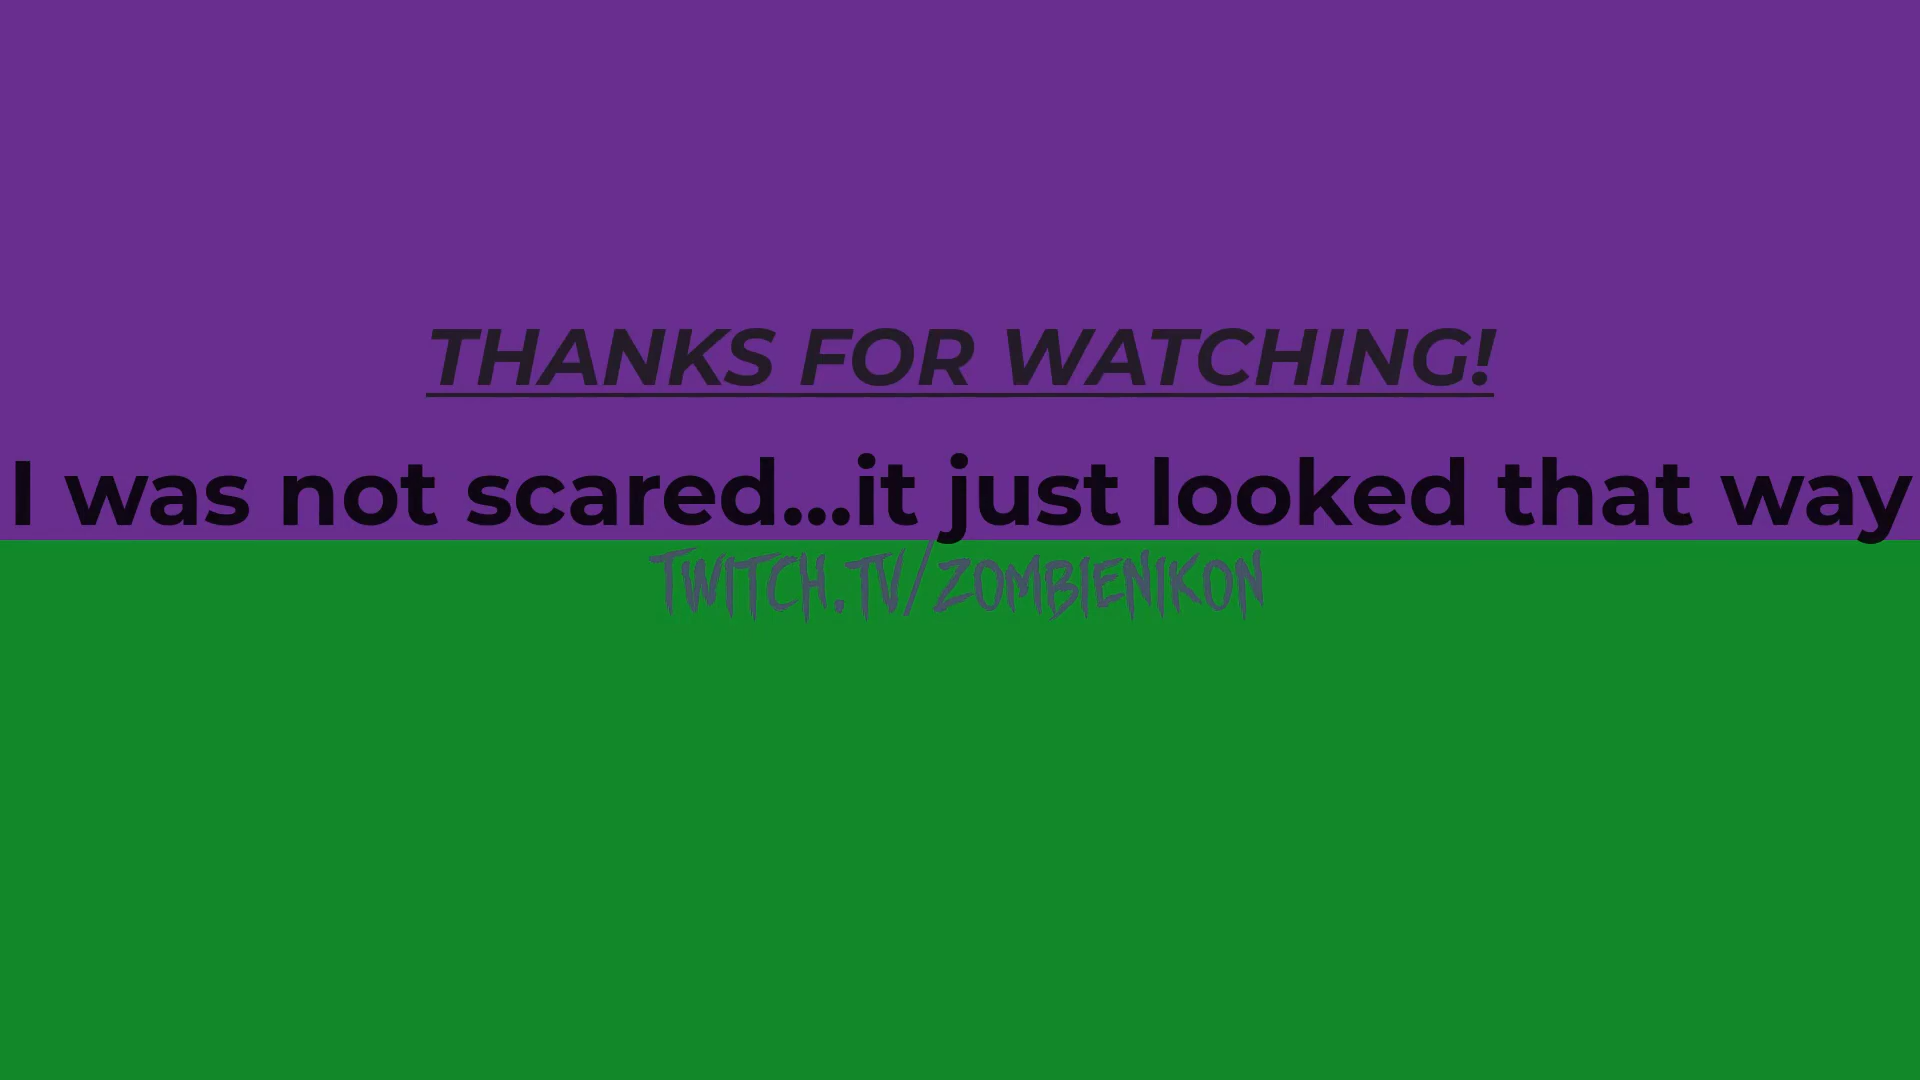 THANKS FOR WATCHING!
I was not scared...it just looked that way
TWITCH.TV/ZOMBIENIKON